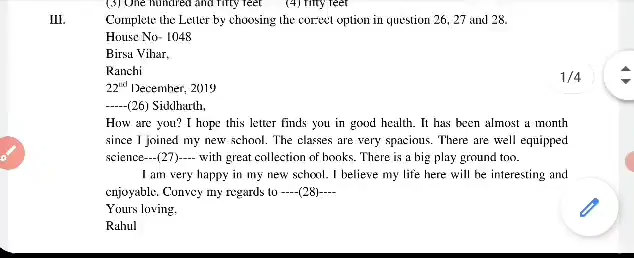 (3) One hundred and fifty feet (4) fifty feet
III. Complete the Letter by choosing the correct option in question 26, 27 and 28.
House No- 1048
Birsa Vihar,
Ranchi
1/4
22nd December, 2019
-----(26) Siddharth,
How are you? I hope this letter finds you in good health. It has been almost a month
since I joined my new school. The classes are very spacious. There are well equipped
science---(27)---- with great collection of books. There is a big play ground too.
I am very happy in my new school. I believe my life here will be interesting and
enjoyable. Convey my regards to ----(28)----
Yours loving,
Rahul